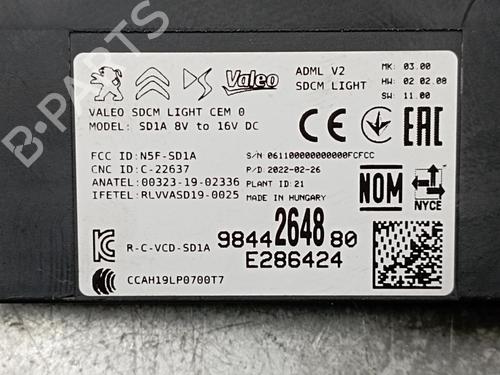 Valeo
ADML V2
SDCM LIGHT
MK: 03.00
HW: 02.02.08
SW: 11.00
VALEO SDCM LIGHT CEM 0
MODEL: SD1A 8V to 16V DC
CE
EAC
FCC ID: N5F-SD1A
CNC ID: C-22637
ANATEL: 00323-19-02336
IFETEL: RLVVASD19-0025
S/N: 061100000000000FCFCC
P/D: 2022-02-26
PLANT ID: 21
MADE IN HUNGARY
NOM
NYCE
R-C-VCD-SD1A
9844264880
E286424
CCAH19LP0700T7
B-PARTS